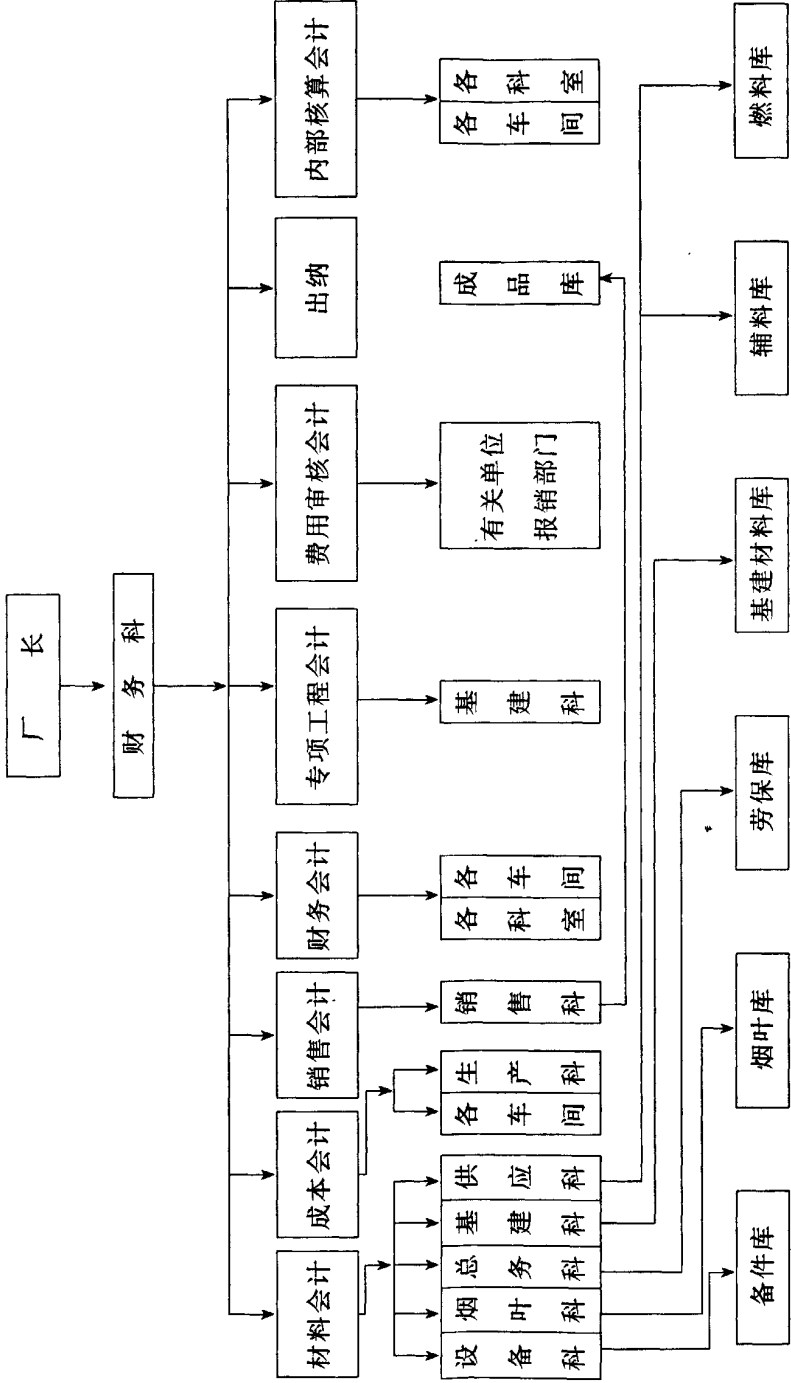 厂长
财务科
材料会计
成本会计
销售会计
财务会计
专项工程会计
费用审核会计
出纳
内部核算会计
设备科
烟叶科
总务科
基建科
供应科
各车间
生产科
销售科
各科室
各车间
基建科
有关单位
报销部门
成品库
各车间
各科室
备件库
烟叶库
劳保库
基建材料库
辅料库
燃料库